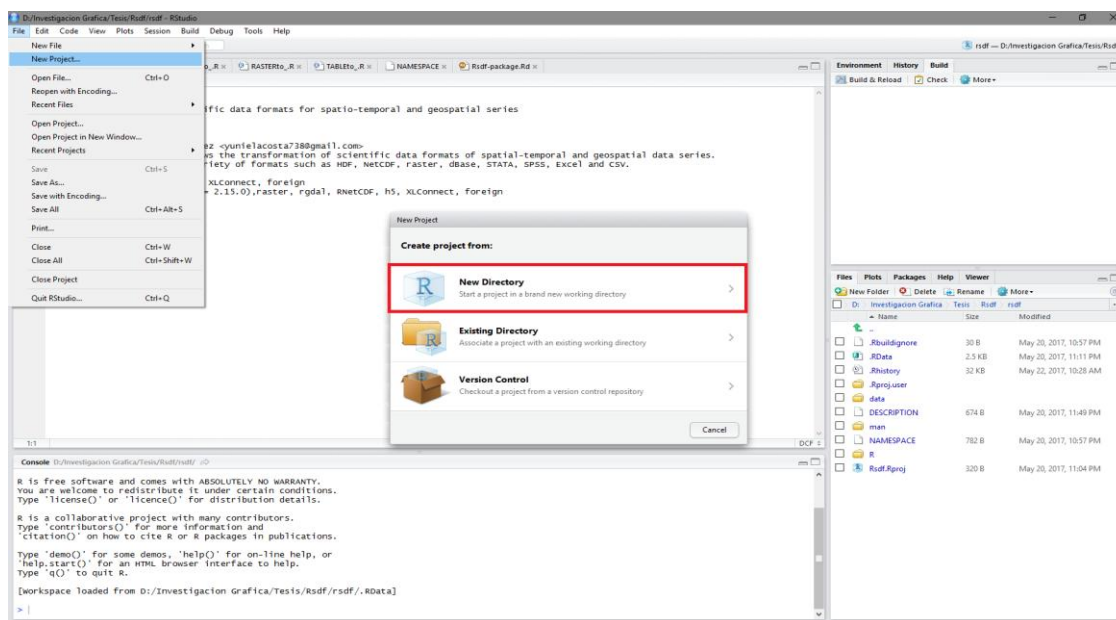 D:/Investigacion Grafica/Tesis/Rsdf/rsdf - RStudio
File Edit Code View Plots Session Build Debug Tools Help
rsdf — D:/Investigacion Grafica/Tesis/Rsd
New File
New Project...
Open File... Ctrl+O
Reopen with Encoding...
Recent Files
Open Project...
Open Project in New Window...
Recent Projects
Save Ctrl+S
Save As...
Save with Encoding...
Save All Ctrl+Alt+S
Print...
Close Ctrl+W
Close All Ctrl+Shift+W
Close Project
Quit RStudio... Ctrl+Q
o_.R RASTERto_.R TABLEto_.R NAMESPACE Rsdf-package.Rd
ific data formats for spatio-temporal and geospatial series
ez <yunielacosta738@gmail.com>
ws the transformation of scientific data formats of spatial-temporal and geospatial data series.
riety of formats such as HDF, NetCDF, raster, dBase, STATA, SPSS, Excel and CSV.
XLConnect, foreign
2.15.0),raster, rgdal, RNetCDF, h5, XLConnect, foreign
New Project
Create project from:
New Directory
Start a project in a brand new working directory
Existing Directory
Associate a project with an existing working directory
Version Control
Checkout a project from a version control repository
Cancel
1:1 DCF
Console D:/Investigacion Grafica/Tesis/Rsdf/rsdf/
R is free software and comes with ABSOLUTELY NO WARRANTY.
You are welcome to redistribute it under certain conditions.
Type 'license()' or 'licence()' for distribution details.
R is a collaborative project with many contributors.
Type 'contributors()' for more information and
'citation()' on how to cite R or R packages in publications.
Type 'demo()' for some demos, 'help()' for on-line help, or
'help.start()' for an HTML browser interface to help.
Type 'q()' to quit R.
[Workspace loaded from D:/Investigacion Grafica/Tesis/Rsdf/rsdf/.RData]
>
Environment History Build
Build & Reload Check More
Files Plots Packages Help Viewer
New Folder Delete Rename More
D: Investigacion Grafica Tesis Rsdf rsdf
Name Size Modified
..
.Rbuildignore 30 B May 20, 2017, 10:57 PM
.RData 2.5 KB May 20, 2017, 11:11 PM
.Rhistory 32 KB May 22, 2017, 10:28 AM
.Rproj.user
data
DESCRIPTION 674 B May 20, 2017, 11:49 PM
man
NAMESPACE 782 B May 20, 2017, 10:57 PM
R
Rsdf.Rproj 320 B May 20, 2017, 11:04 PM